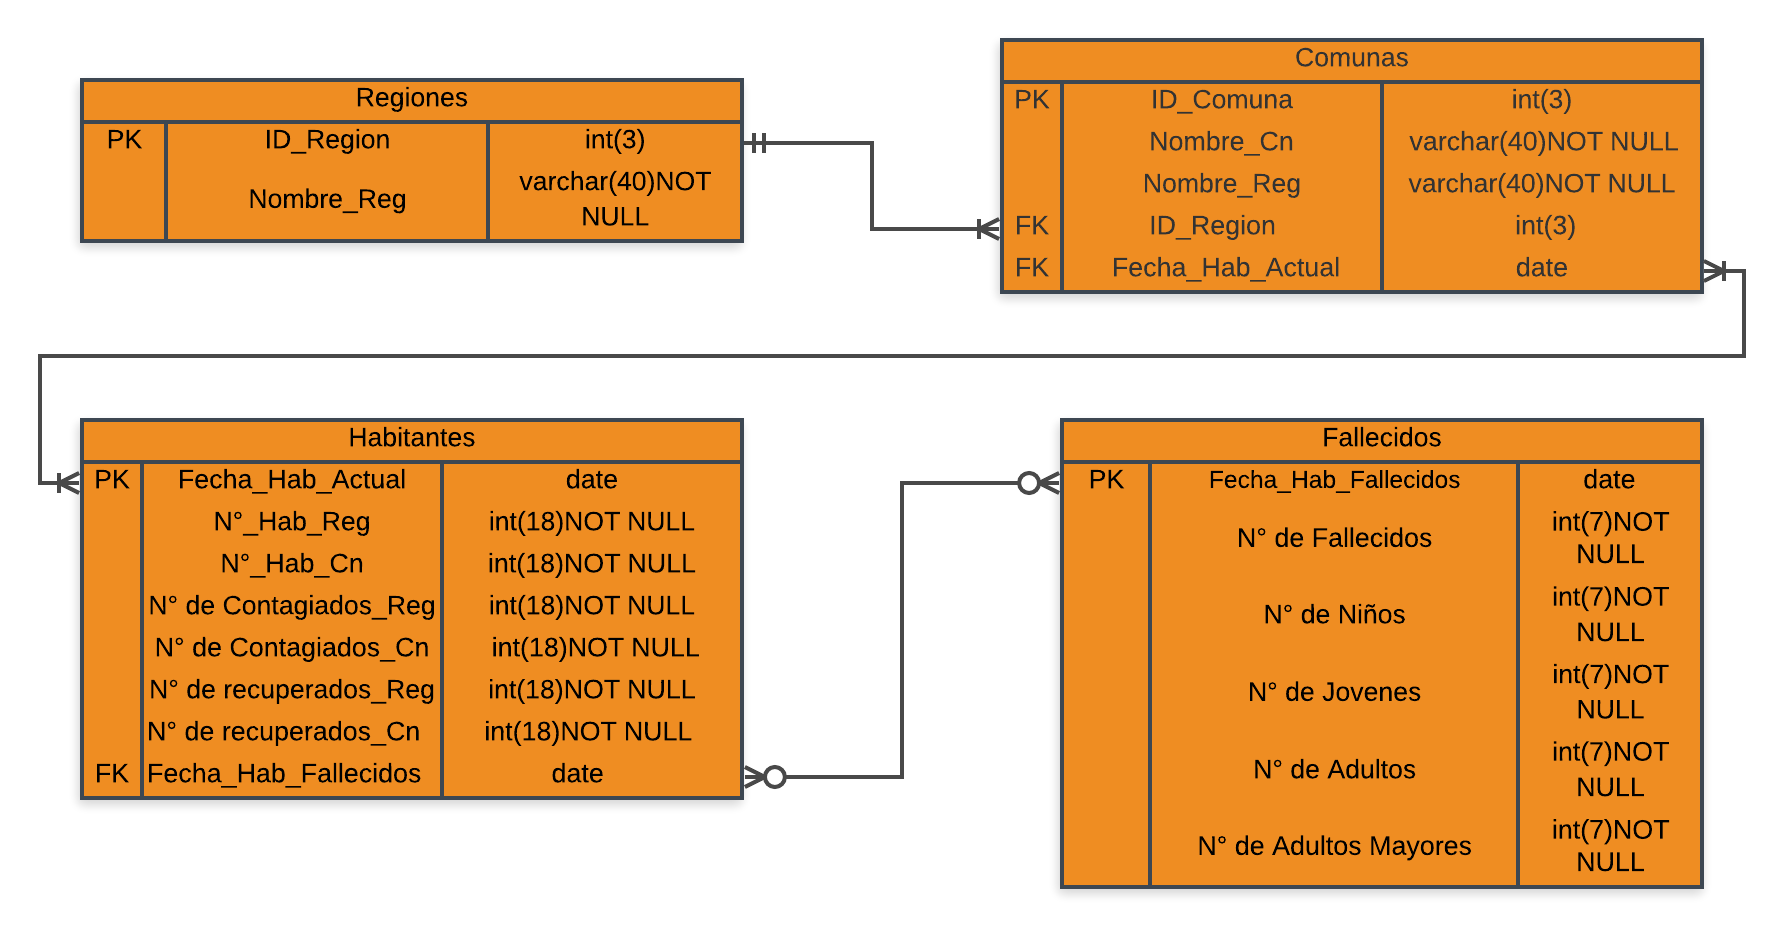 Regiones
PK ID_Region int(3)
Nombre_Reg varchar(40)NOT
NULL
Comunas
PK ID_Comuna int(3)
Nombre_Cn varchar(40)NOT NULL
Nombre_Reg varchar(40)NOT NULL
FK ID_Region int(3)
FK Fecha_Hab_Actual date
Habitantes
PK Fecha_Hab_Actual date
N°_Hab_Reg int(18)NOT NULL
N°_Hab_Cn int(18)NOT NULL
N° de Contagiados_Reg int(18)NOT NULL
N° de Contagiados_Cn int(18)NOT NULL
N° de recuperados_Reg int(18)NOT NULL
N° de recuperados_Cn int(18)NOT NULL
FK Fecha_Hab_Fallecidos date
Fallecidos
PK Fecha_Hab_Fallecidos date
N° de Fallecidos int(7)NOT
NULL
N° de Niños int(7)NOT
NULL
N° de Jovenes int(7)NOT
NULL
N° de Adultos int(7)NOT
NULL
N° de Adultos Mayores int(7)NOT
NULL